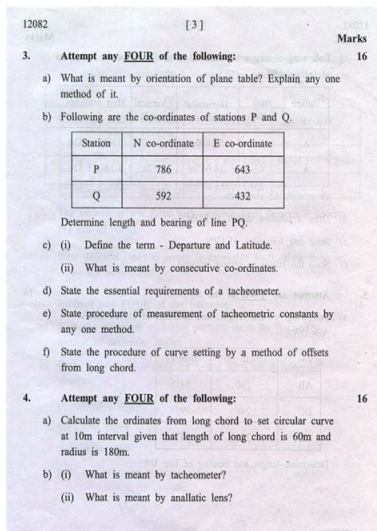 12082 [ 3 ]
Marks
3. Attempt any FOUR of the following: 16
a) What is meant by orientation of plane table? Explain any one
method of it.
b) Following are the co-ordinates of stations P and Q.
Station N co-ordinate E co-ordinate
P 786 643
Q 592 432
Determine length and bearing of line PQ.
c) (i) Define the term - Departure and Latitude.
(ii) What is meant by consecutive co-ordinates.
d) State the essential requirements of a tacheometer.
e) State procedure of measurement of tacheometric constants by
any one method.
f) State the procedure of curve setting by a method of offsets
from long chord.
4. Attempt any FOUR of the following: 16
a) Calculate the ordinates from long chord to set circular curve
at 10m interval given that length of long chord is 60m and
radius is 180m.
b) (i) What is meant by tacheometer?
(ii) What is meant by anallatic lens?